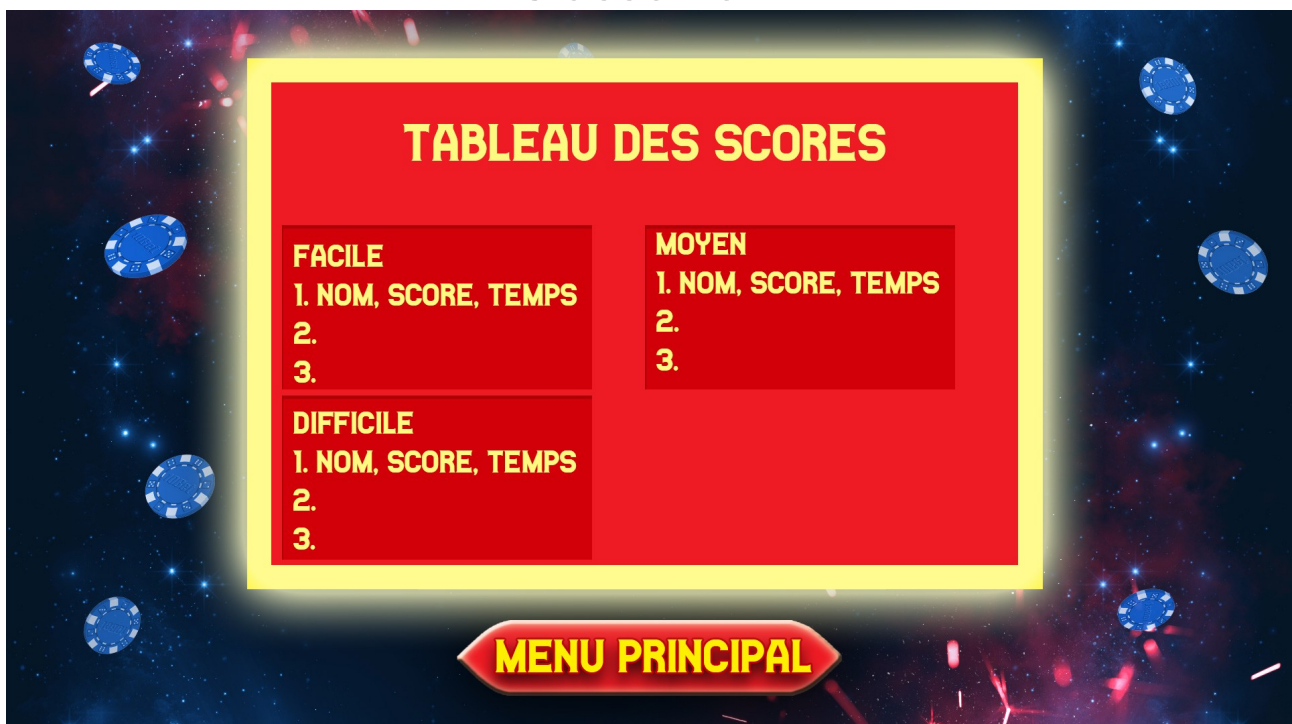 TABLEAU DES SCORES
FACILE
1. NOM, SCORE, TEMPS
2.
3.
MOYEN
1. NOM, SCORE, TEMPS
2.
3.
DIFFICILE
1. NOM, SCORE, TEMPS
2.
3.
MENU PRINCIPAL